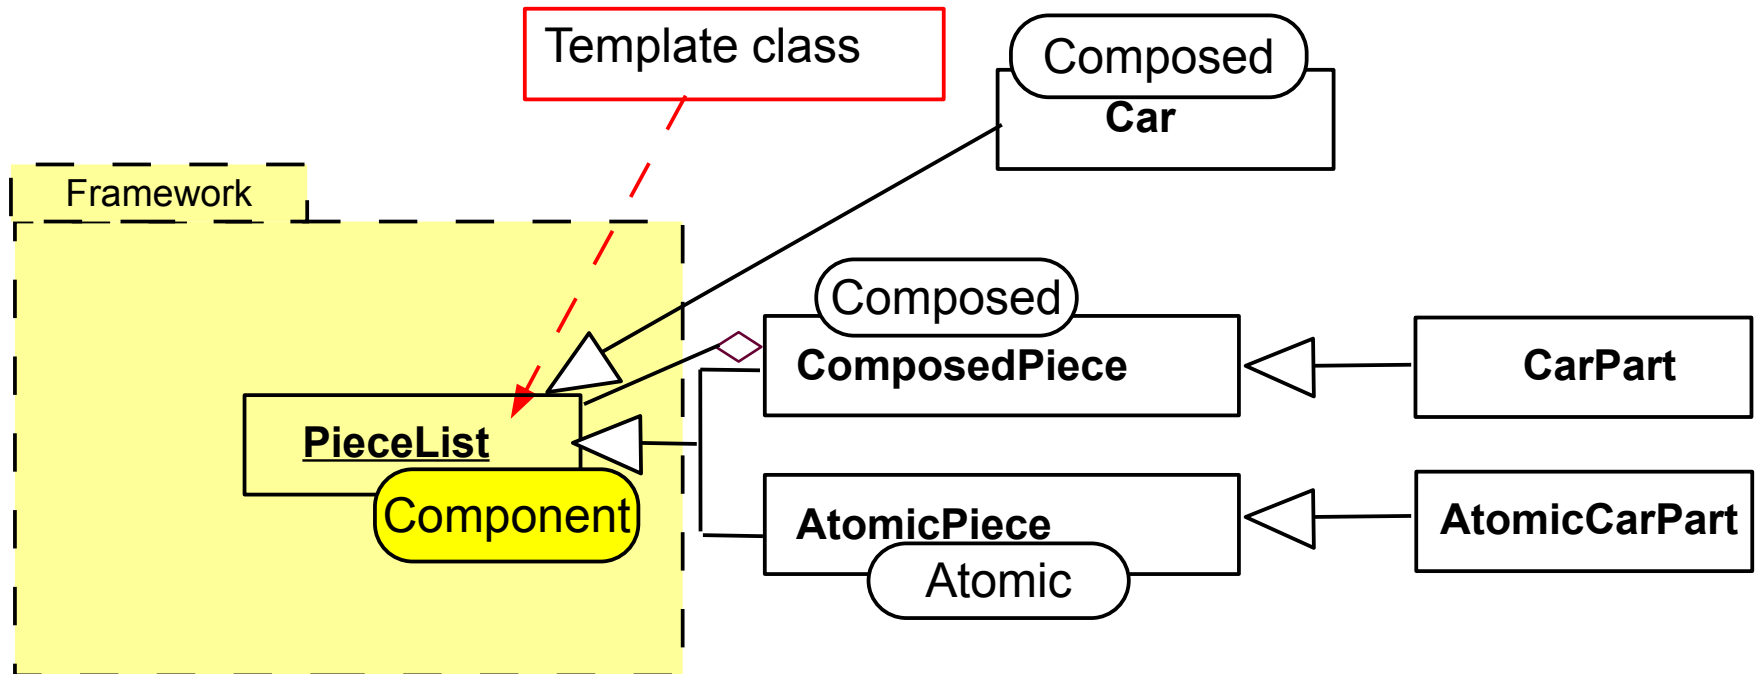 Template class
Composed
Car
Framework
Composed
ComposedPiece
CarPart
PieceList
Component
AtomicPiece
AtomicCarPart
Atomic